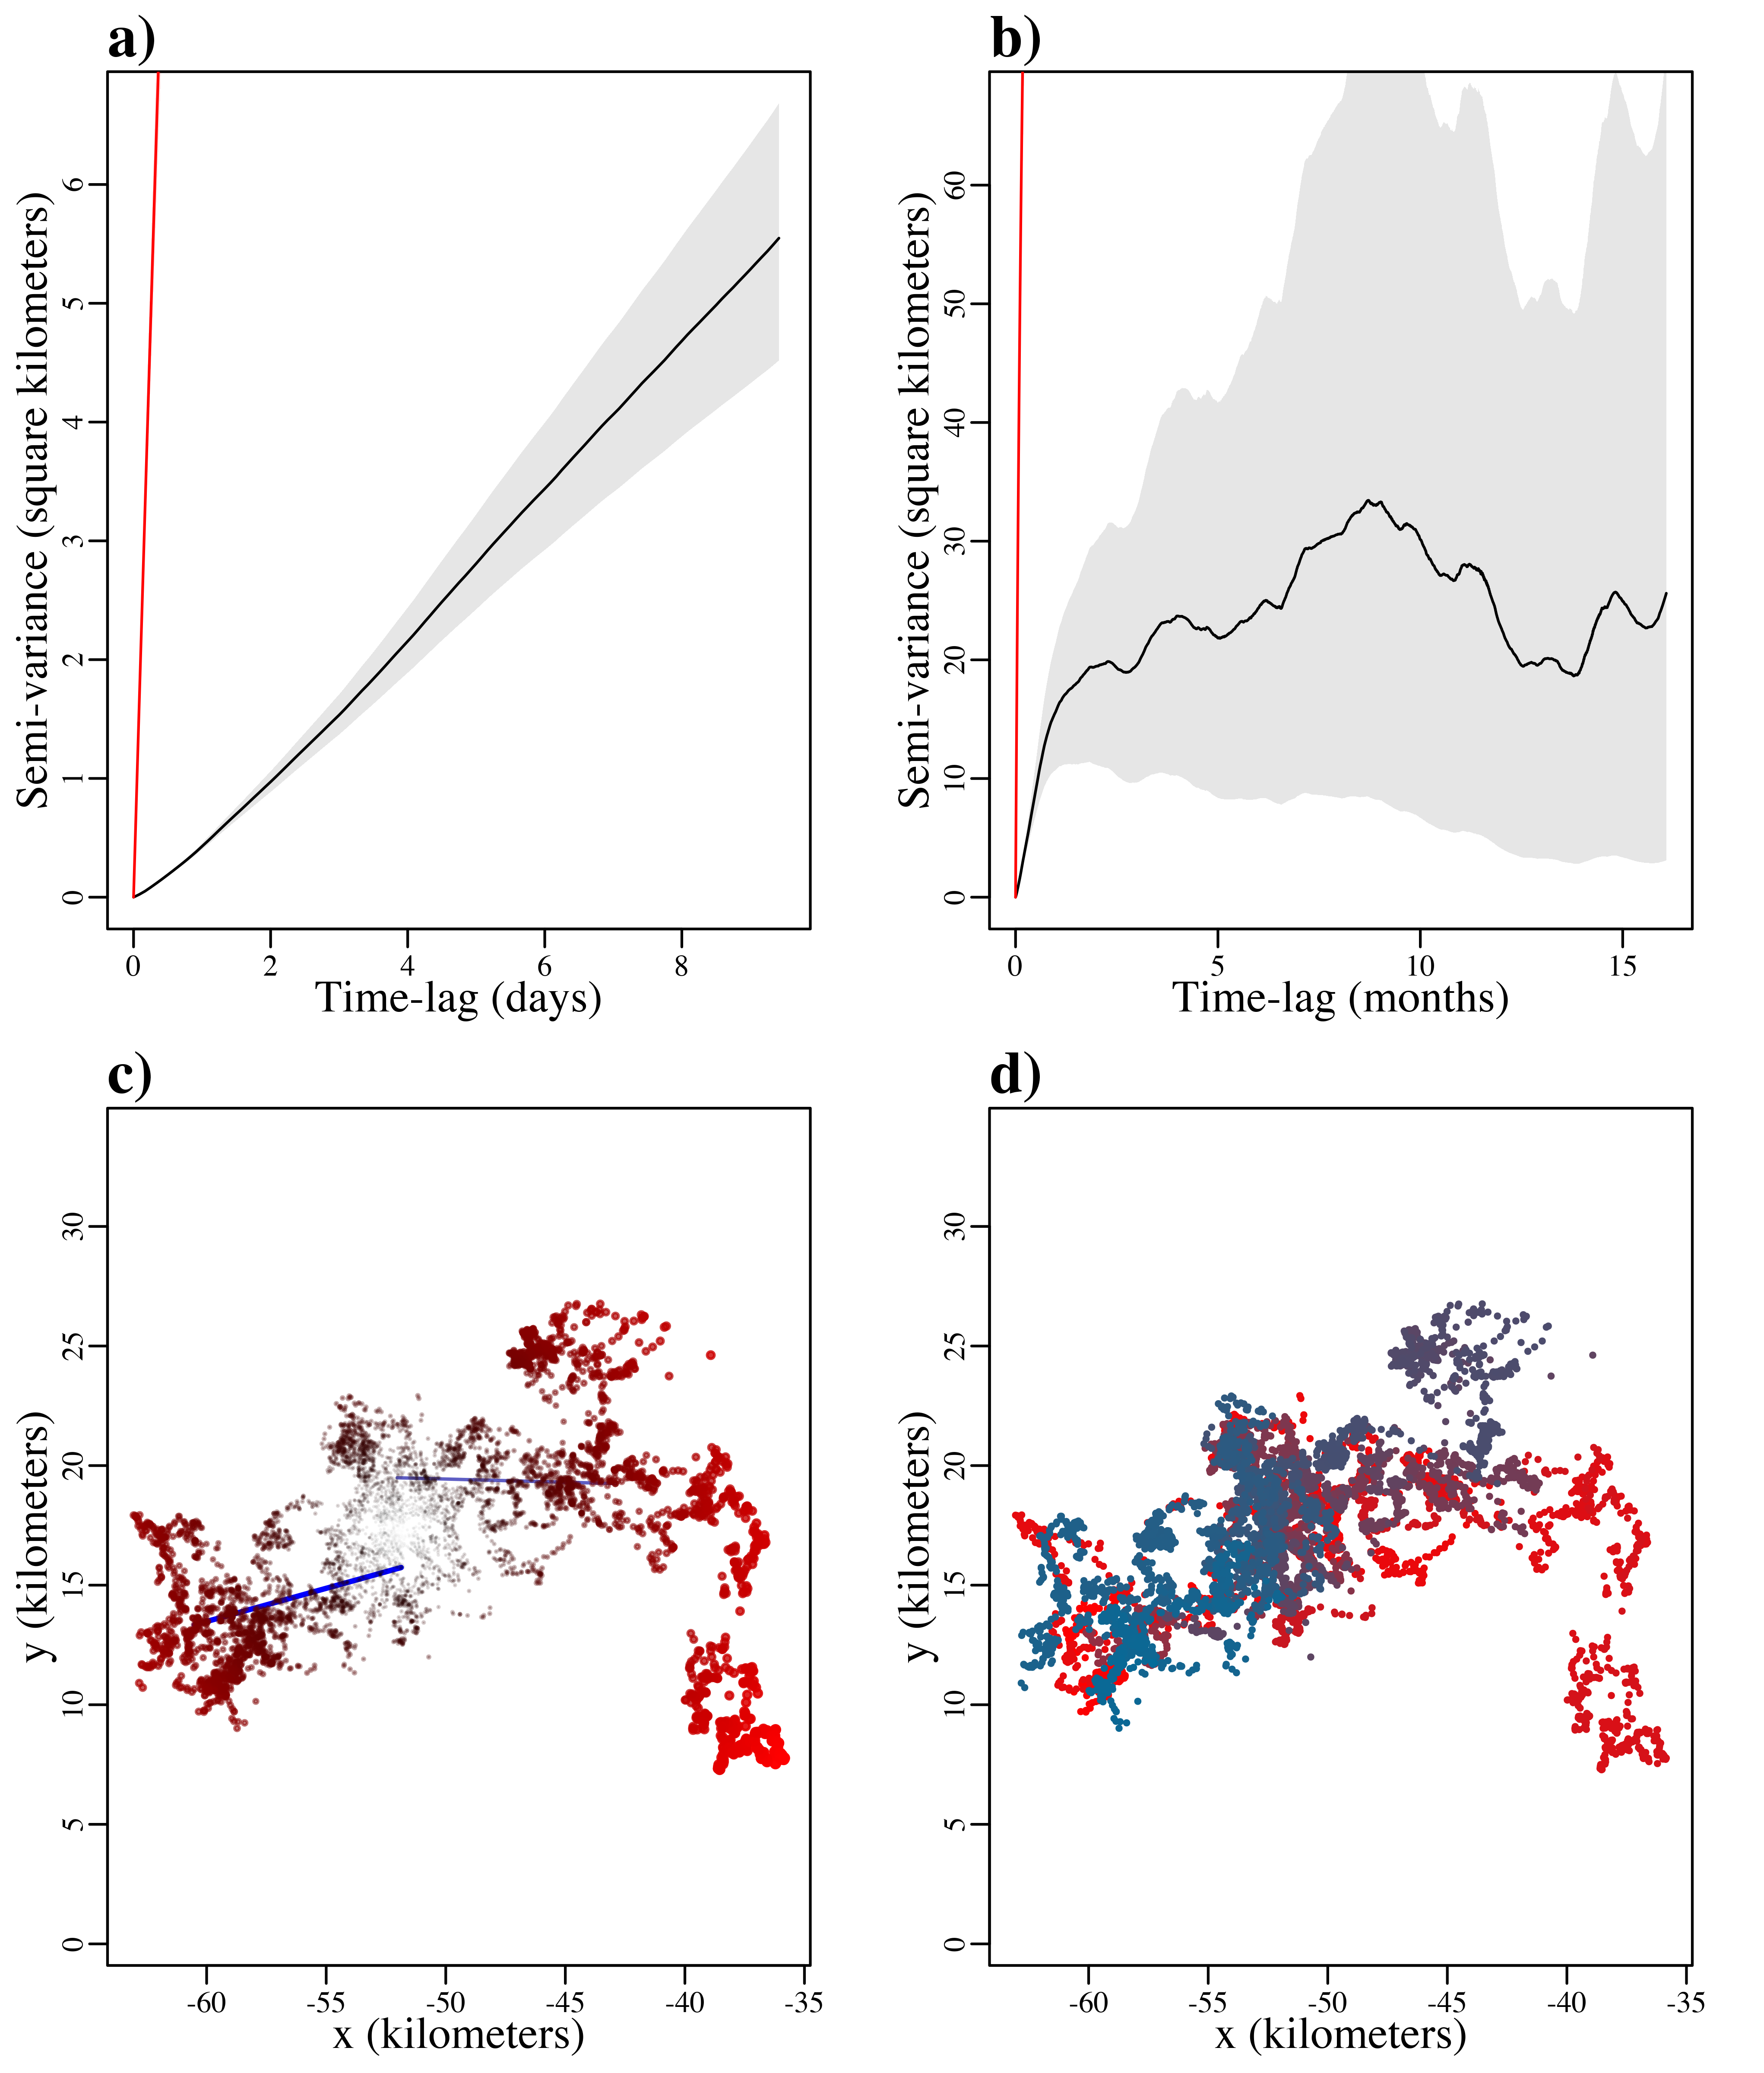 a)
Semi-variance (square kilometers)
0 1 2 3 4 5 6
0 2 4 6 8
Time-lag (days)
b)
Semi-variance (square kilometers)
0 10 20 30 40 50 60
0 5 10 15
Time-lag (months)
c)
y (kilometers)
0 5 10 15 20 25 30
-60 -55 -50 -45 -40 -35
x (kilometers)
d)
y (kilometers)
0 5 10 15 20 25 30
-60 -55 -50 -45 -40 -35
x (kilometers)